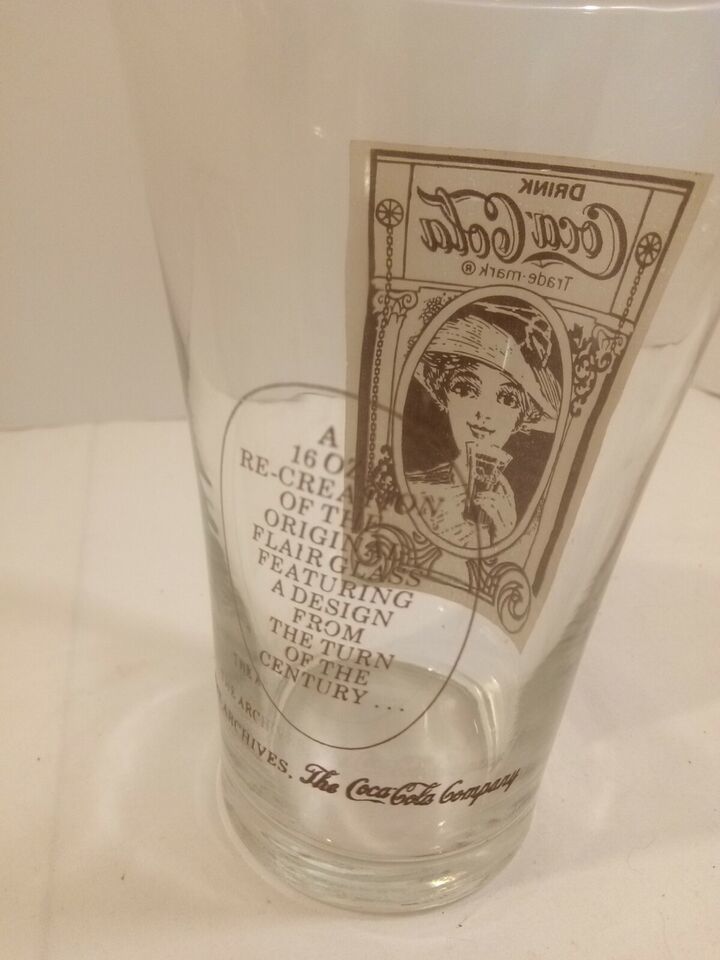 DRINK
Coca-Cola
Trade-mark ®
A
16 OZ.
RE-CREATION
OF THE
ORIGINAL
FLAIR GLASS
FEATURING
A DESIGN
FROM
THE TURN
OF THE
CENTURY ...
ARCHIVES, The Coca-Cola Company